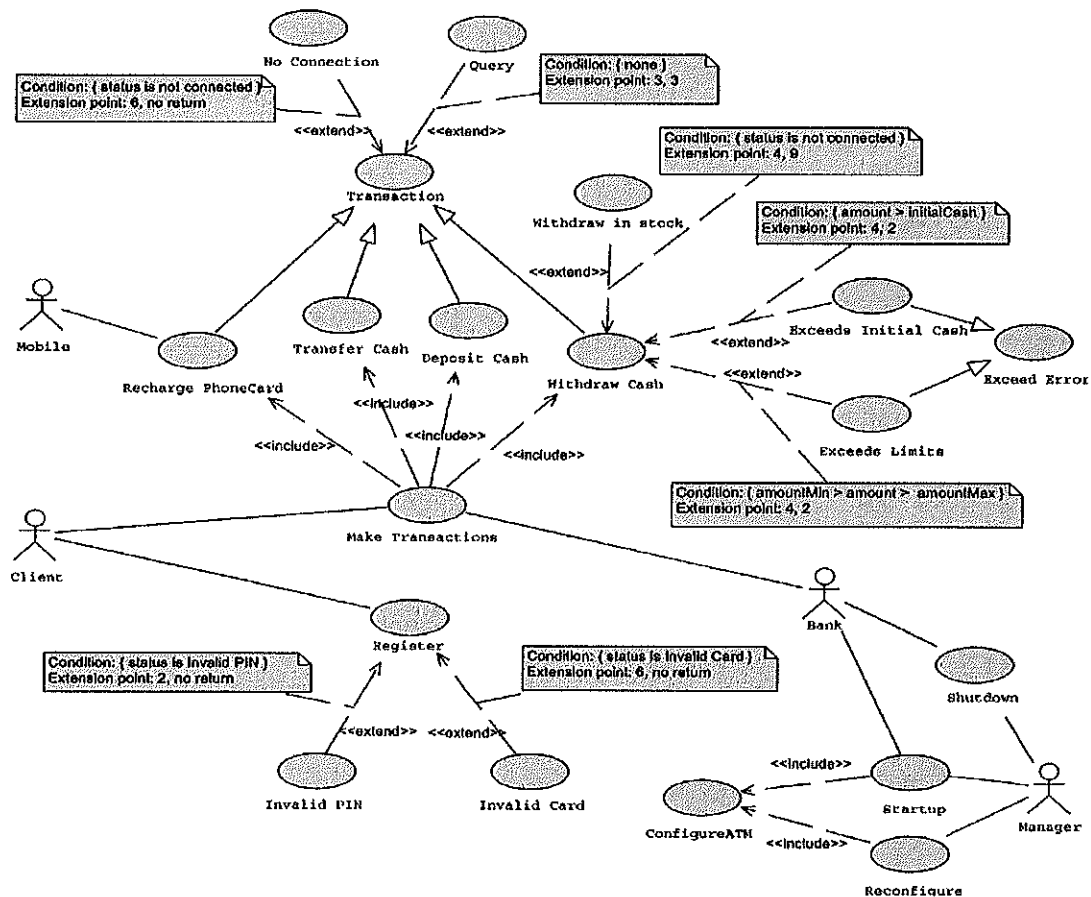 No Connection
Query
Condition: { status is not connected }
Extension point: 6, no return
Condition: { none }
Extension point: 3, 3
<<extend>>
<<extend>>
Condition: { status is not connected }
Extension point: 4, 9
Transaction
Withdraw in stock
Condition: { amount > initialCash }
Extension point: 4, 2
<<extend>>
Mobile
Transfer Cash
Deposit Cash
Exceeds Initial Cash
<<extend>>
Recharge PhoneCard
Withdraw Cash
<<extend>>
Exceed Error
<<include>>
<<include>>
<<include>>
<<include>>
Exceeds Limits
Condition: { amountMin > amount > amountMax }
Extension point: 4, 2
Make Transactions
Client
Bank
Register
Condition: { status is Invalid PIN }
Extension point: 2, no return
Condition: { status is Invalid Card }
Extension point: 6, no return
Shutdown
<<extend>>
<<extend>>
Invalid PIN
Invalid Card
<<include>>
Startup
Manager
ConfigureATM
<<include>>
Reconfigure